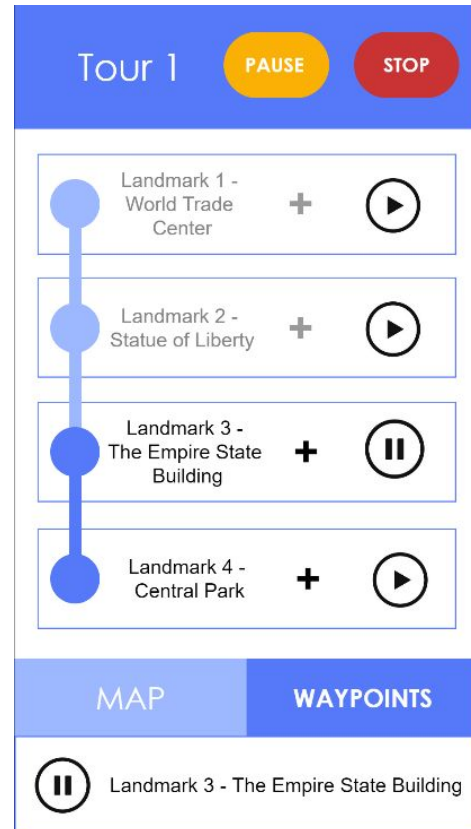 Tour 1
PAUSE
STOP
Landmark 1 -
World Trade
Center
+
Landmark 2 -
Statue of Liberty
+
Landmark 3 -
The Empire State
Building
+
Landmark 4 -
Central Park
+
MAP
WAYPOINTS
Landmark 3 - The Empire State Building